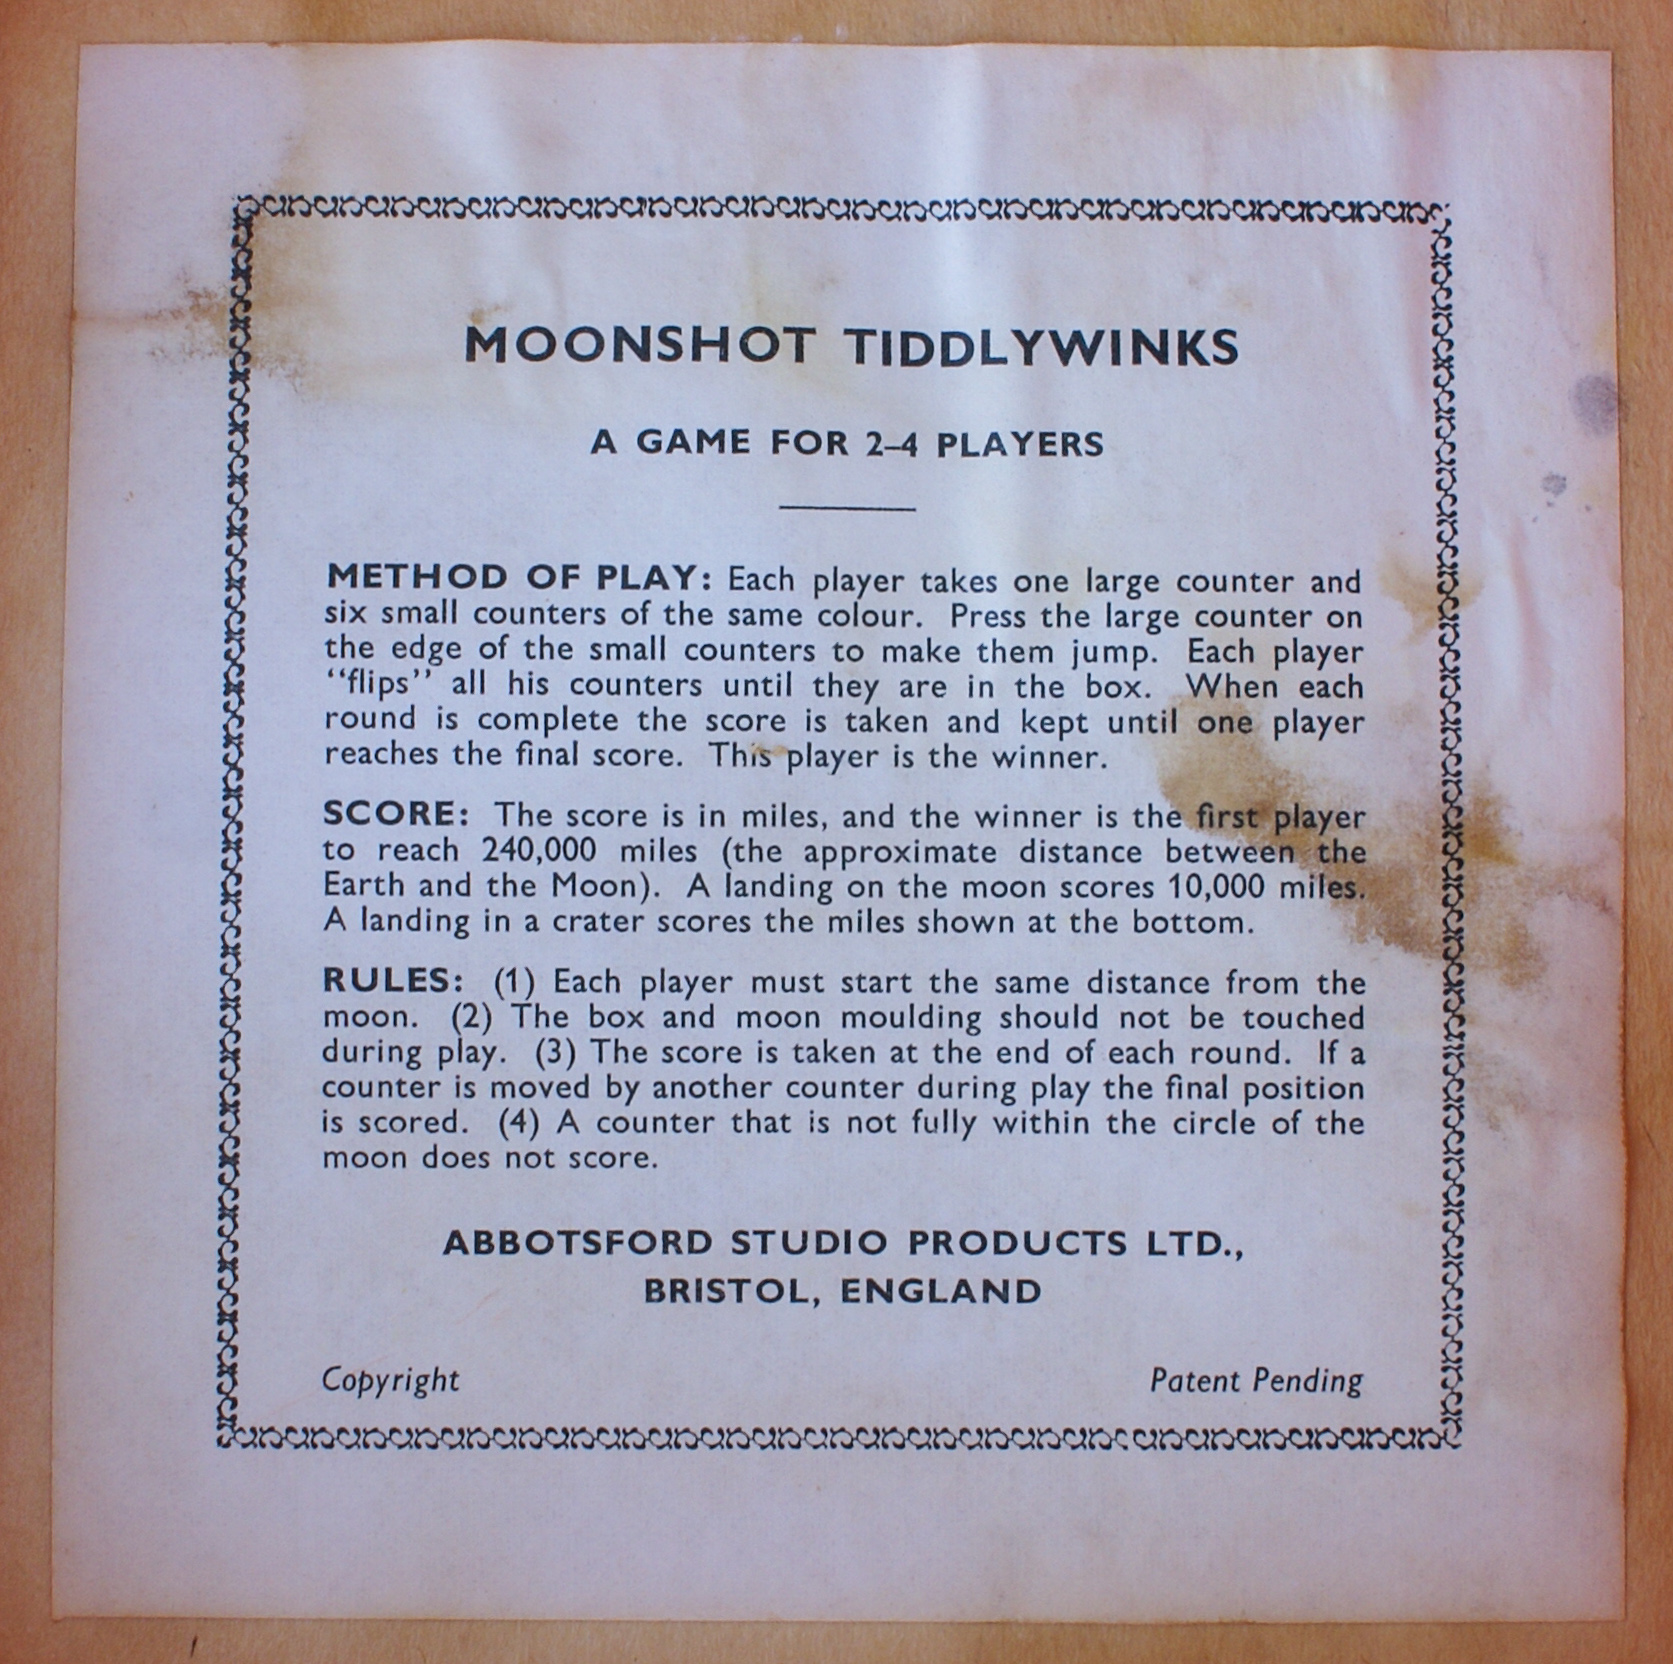 MOONSHOT TIDDLYWINKS
A GAME FOR 2–4 PLAYERS
METHOD OF PLAY: Each player takes one large counter and
six small counters of the same colour. Press the large counter on
the edge of the small counters to make them jump. Each player
“flips” all his counters until they are in the box. When each
round is complete the score is taken and kept until one player
reaches the final score. This player is the winner.
SCORE: The score is in miles, and the winner is the first player
to reach 240,000 miles (the approximate distance between the
Earth and the Moon). A landing on the moon scores 10,000 miles.
A landing in a crater scores the miles shown at the bottom.
RULES: (1) Each player must start the same distance from the
moon. (2) The box and moon moulding should not be touched
during play. (3) The score is taken at the end of each round. If a
counter is moved by another counter during play the final position
is scored. (4) A counter that is not fully within the circle of the
moon does not score.
ABBOTSFORD STUDIO PRODUCTS LTD.,
BRISTOL, ENGLAND
Copyright Patent Pending